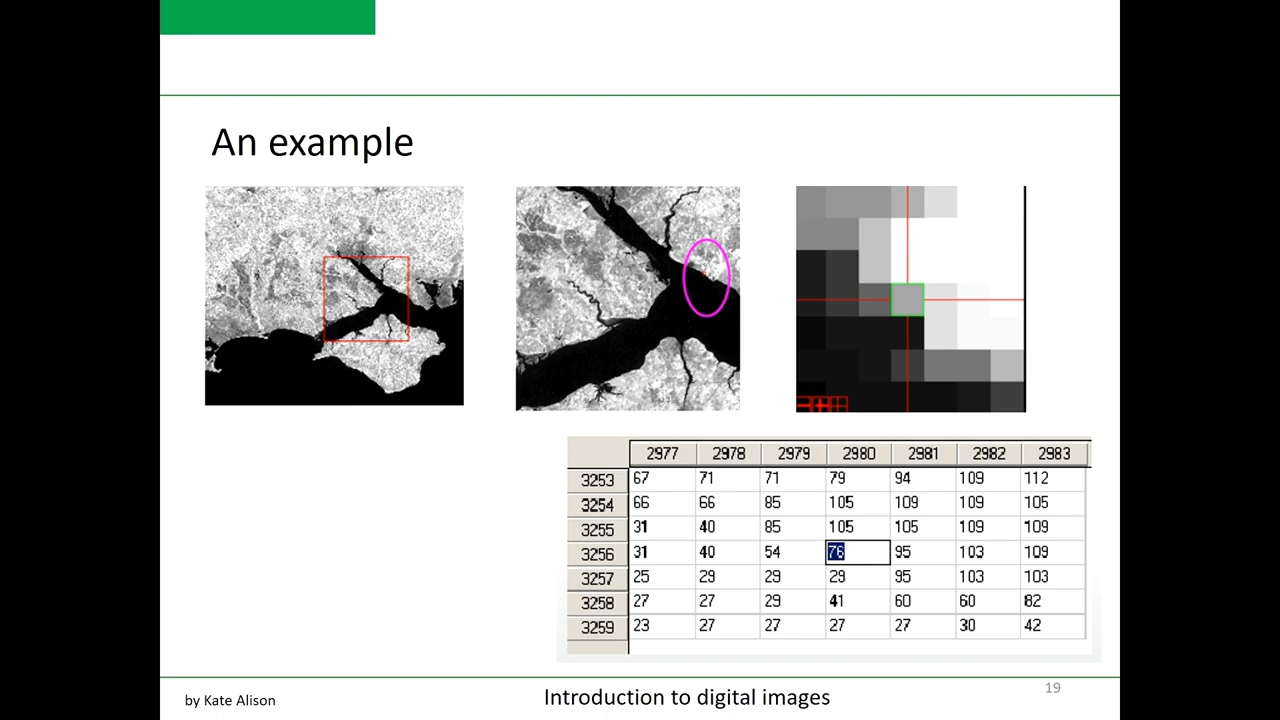 An example
2977 2978 2979 2980 2981 2982 2983
3253 67 71 71 79 94 109 112
3254 66 66 85 105 109 109 105
3255 31 40 85 105 105 109 109
3256 31 40 54 76 95 103 109
3257 25 29 29 29 95 103 103
3258 27 27 29 41 60 60 82
3259 23 27 27 27 27 30 42
by Kate Alison
Introduction to digital images
19